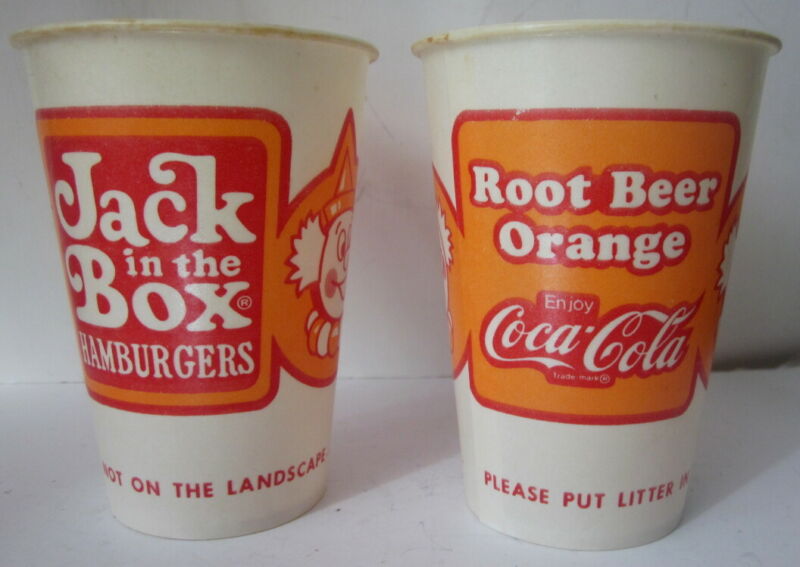 Jack
in the
Box®
HAMBURGERS
NOT ON THE LANDSCAPE
Root Beer
Orange
Enjoy
Coca-Cola
Trade-mark®
PLEASE PUT LITTER IN